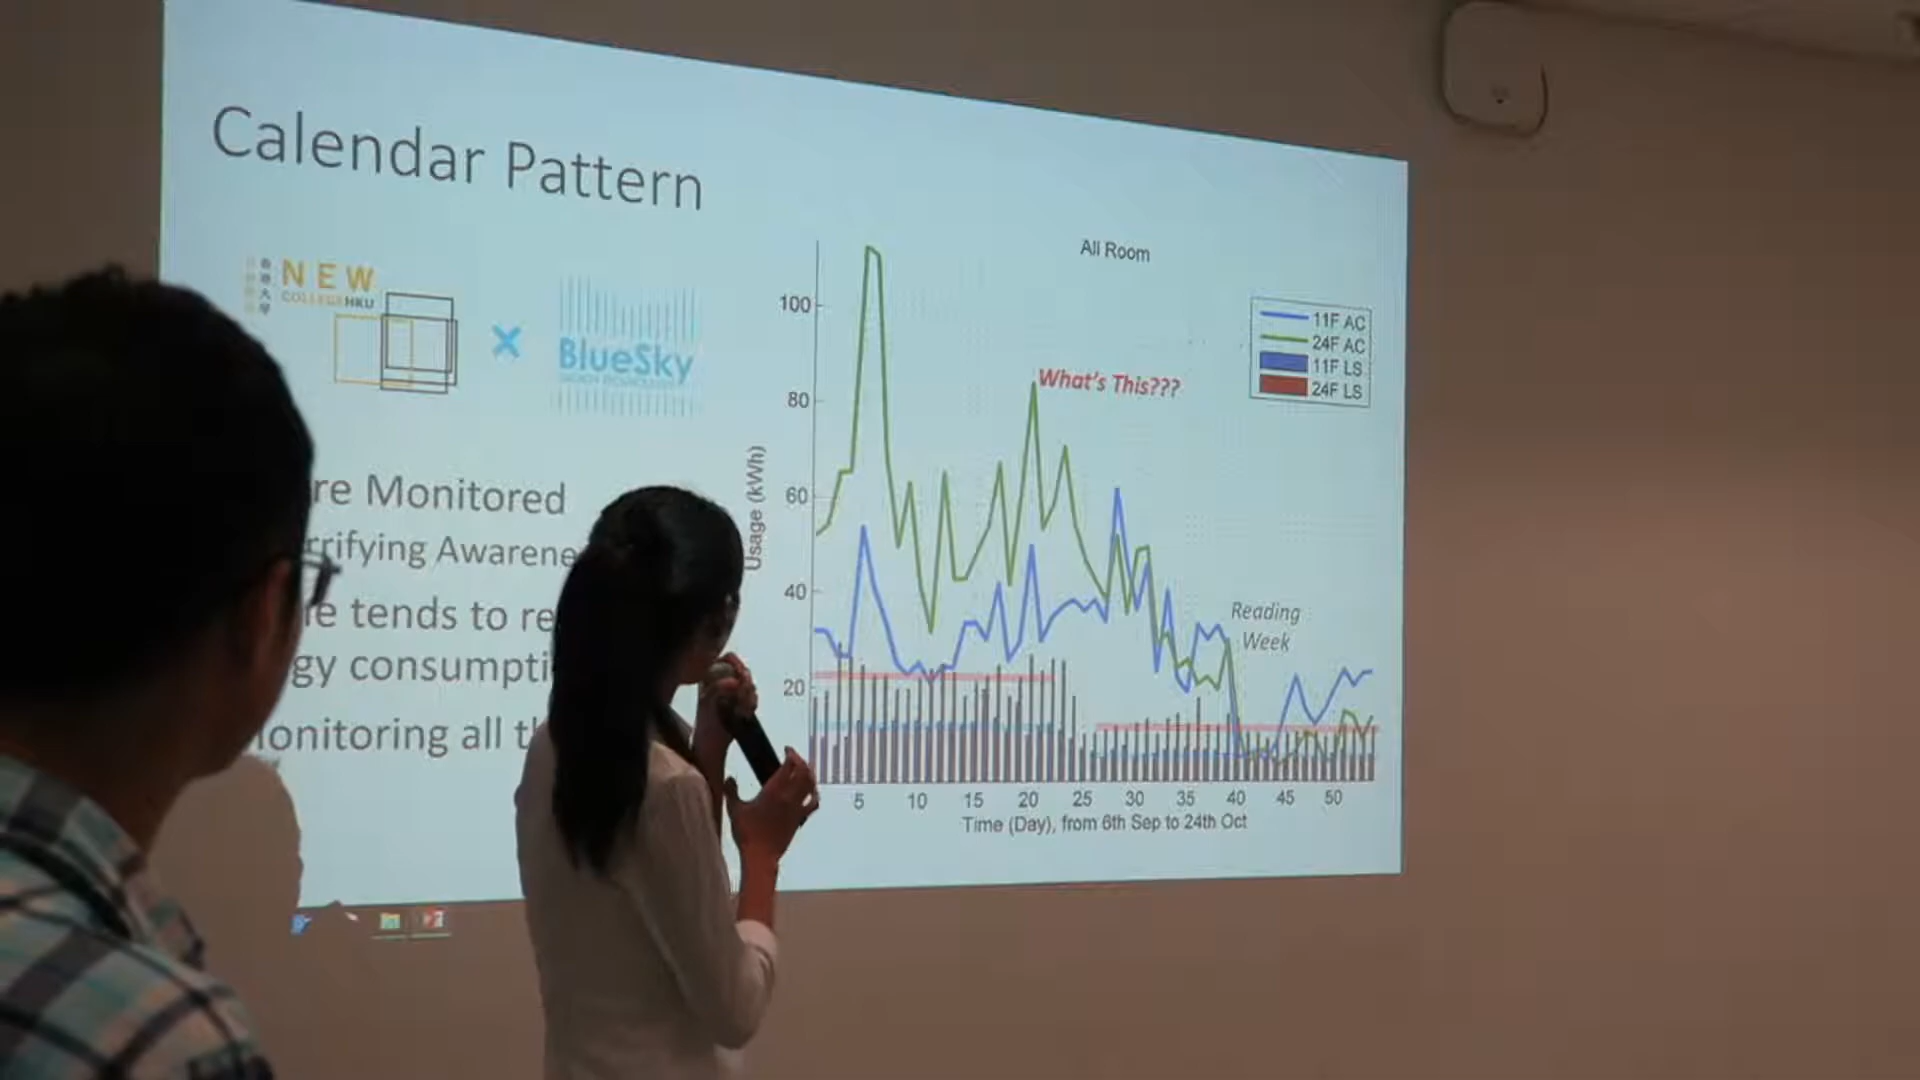 Calendar Pattern
NEW
COLLEGE HKU
×
BlueSky
re Monitored
rrifying Awarene
e tends to re
gy consumpti
onitoring all t
All Room
11F AC
24F AC
11F LS
24F LS
What's This???
Reading
Week
Usage (kWh)
100
80
60
40
20
5 10 15 20 25 30 35 40 45 50
Time (Day), from 6th Sep to 24th Oct